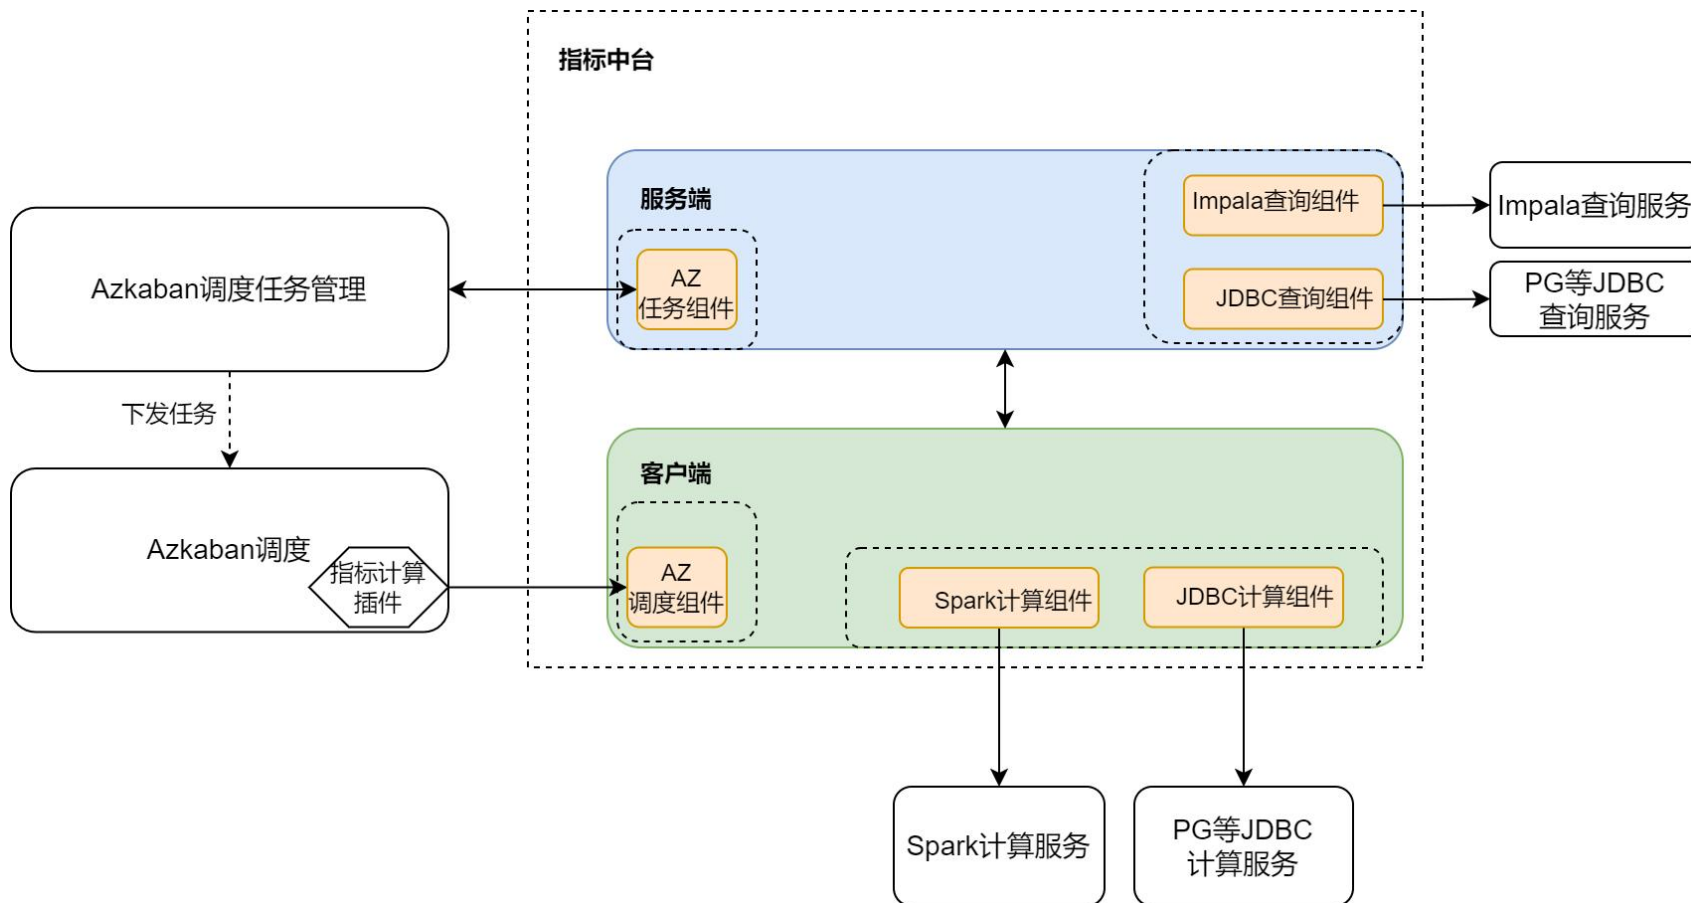 指标中台
服务端
Impala查询组件
Impala查询服务
AZ
任务组件
JDBC查询组件
PG等JDBC
查询服务
Azkaban调度任务管理
下发任务
客户端
Azkaban调度
指标计算
插件
AZ
调度组件
Spark计算组件
JDBC计算组件
Spark计算服务
PG等JDBC
计算服务